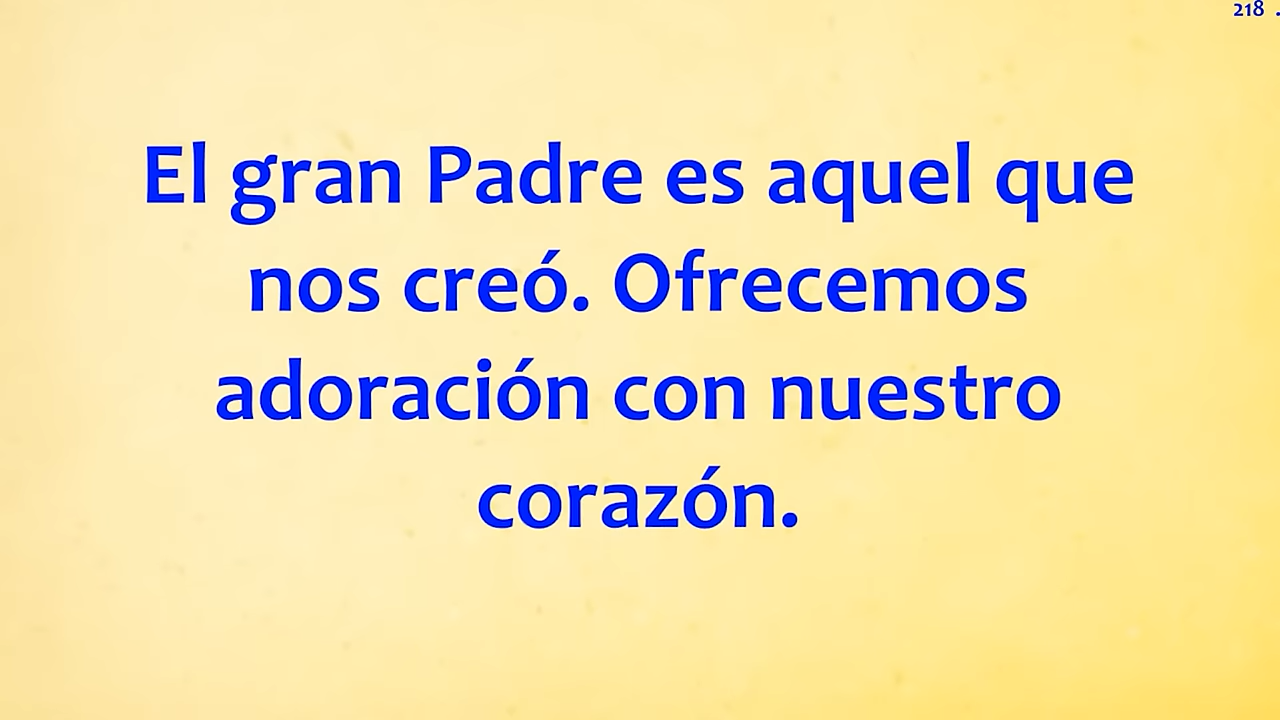 218 .
El gran Padre es aquel que
nos creó. Ofrecemos
adoración con nuestro
corazón.